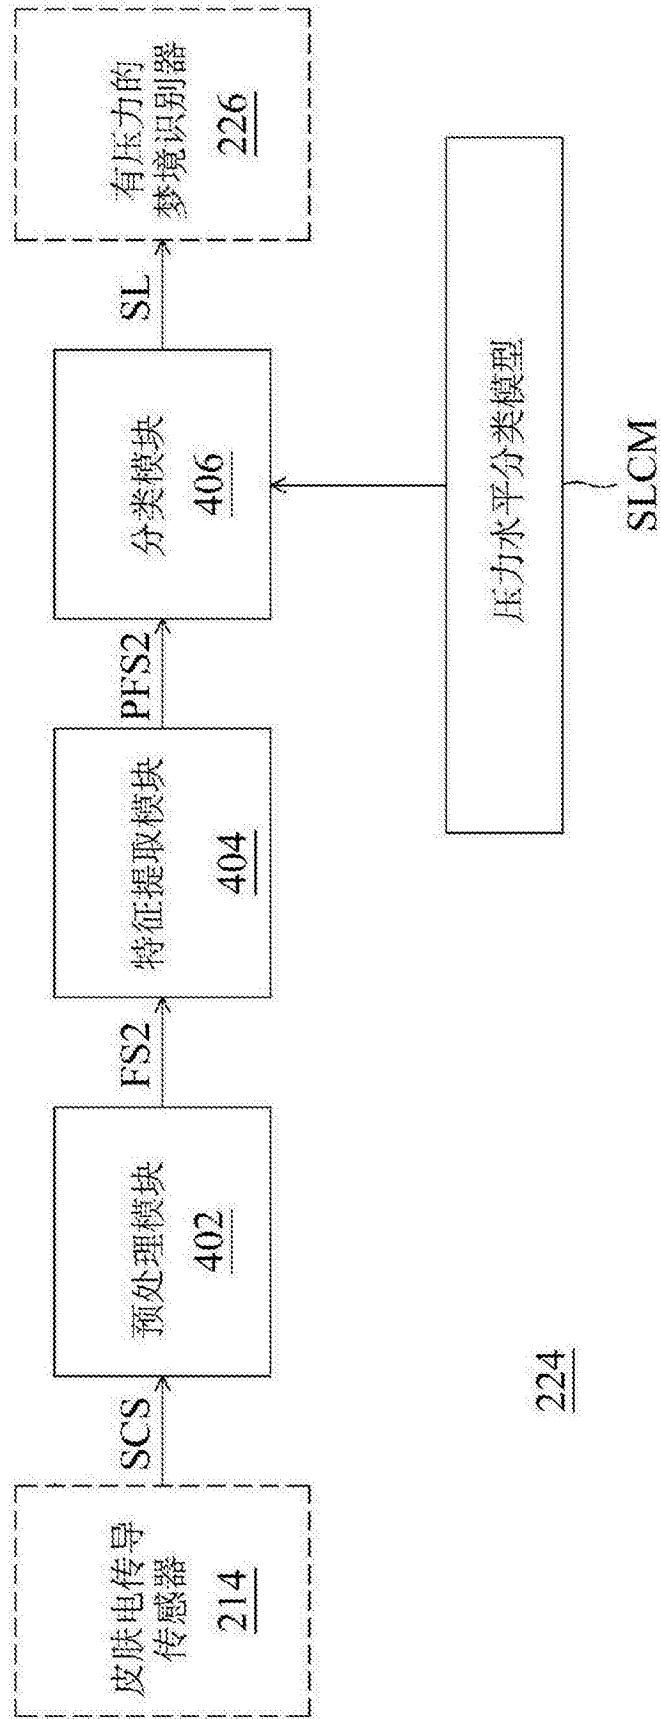 皮肤电传导
传感器
214
SCS
预处理模块
402
FS2
特征提取模块
404
PFS2
分类模块
406
SL
有压力的
梦境识别器
226
压力水平分类模型
SLCM
224